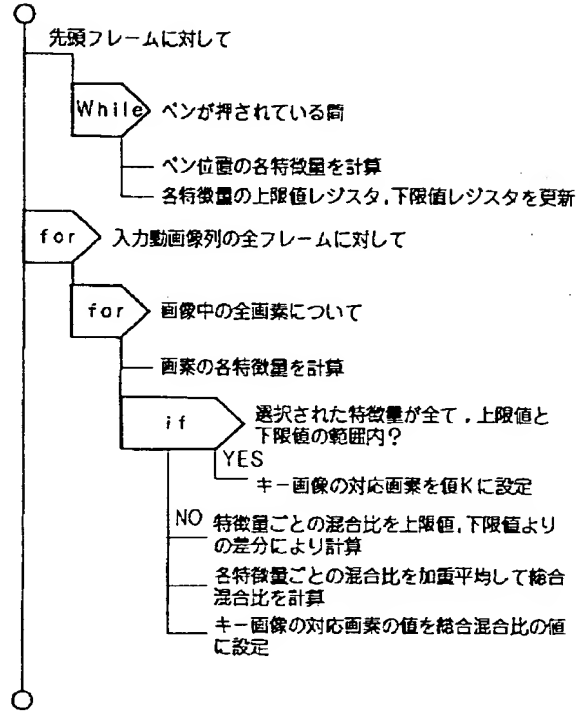 先頭フレームに対して
While ペンが押されている間
ペン位置の各特徴量を計算
各特徴量の上限値レジスタ,下限値レジスタを更新
for 入力動画像列の全フレームに対して
for 画像中の全画素について
画素の各特徴量を計算
if 選択された特徴量が全て,上限値と
下限値の範囲内?
YES
キー画像の対応画素を値Kに設定
NO 特徴量ごとの混合比を上限値,下限値より
の差分により計算
各特徴量ごとの混合比を加重平均して総合
混合比を計算
キー画像の対応画素の値を総合混合比の値
に設定